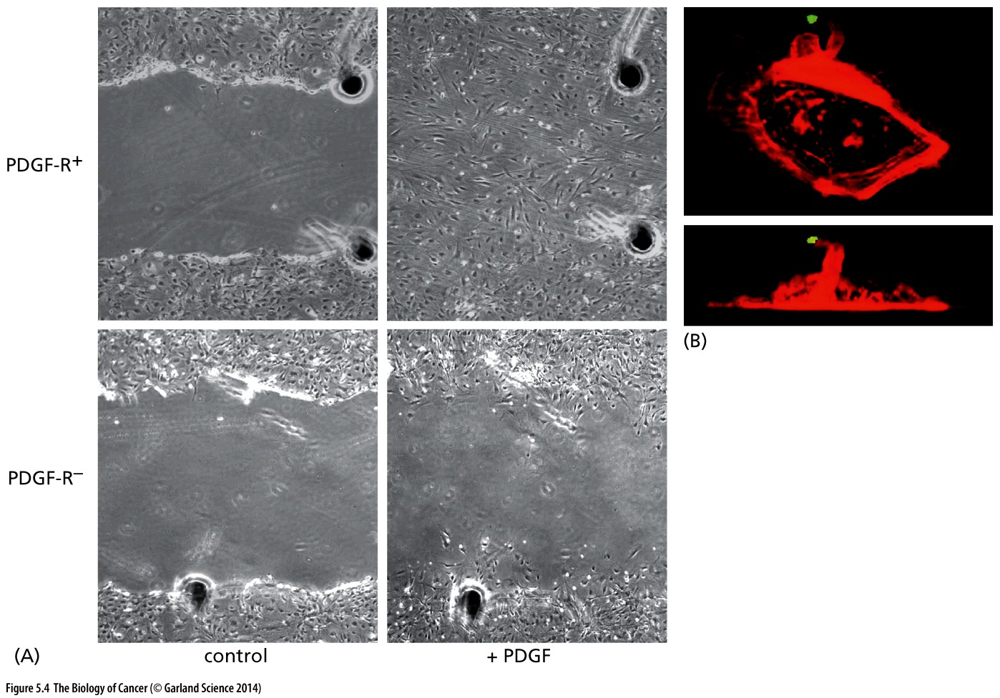 PDGF-R+
PDGF-R–
(A)
control
+ PDGF
(B)
Figure 5.4 The Biology of Cancer (© Garland Science 2014)